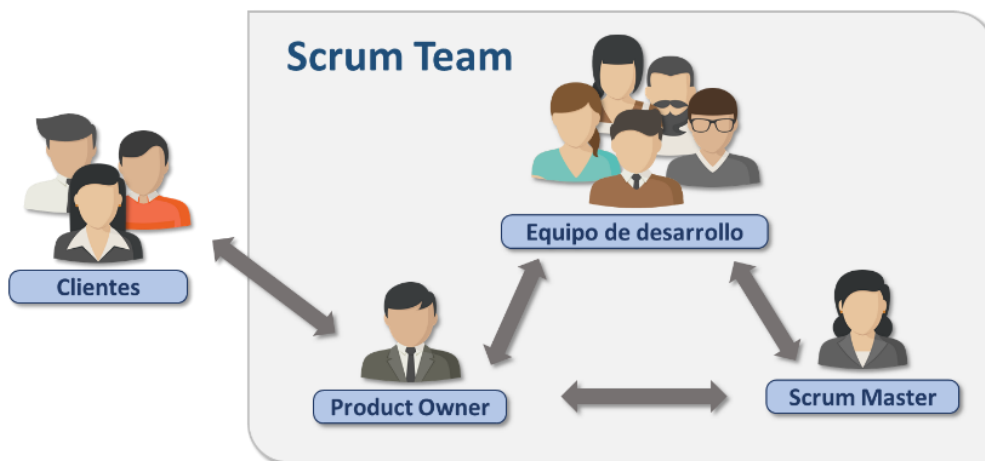 Scrum Team
Equipo de desarrollo
Clientes
Product Owner
Scrum Master